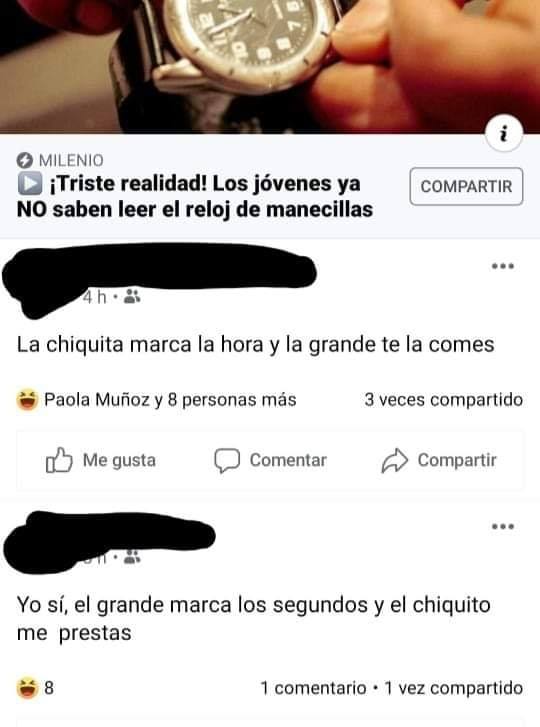 MILENIO
¡Triste realidad! Los jóvenes ya
NO saben leer el reloj de manecillas
COMPARTIR
4 h
La chiquita marca la hora y la grande te la comes
Paola Muñoz y 8 personas más
3 veces compartido
Me gusta
Comentar
Compartir
Yo sí, el grande marca los segundos y el chiquito
me prestas
8
1 comentario • 1 vez compartido